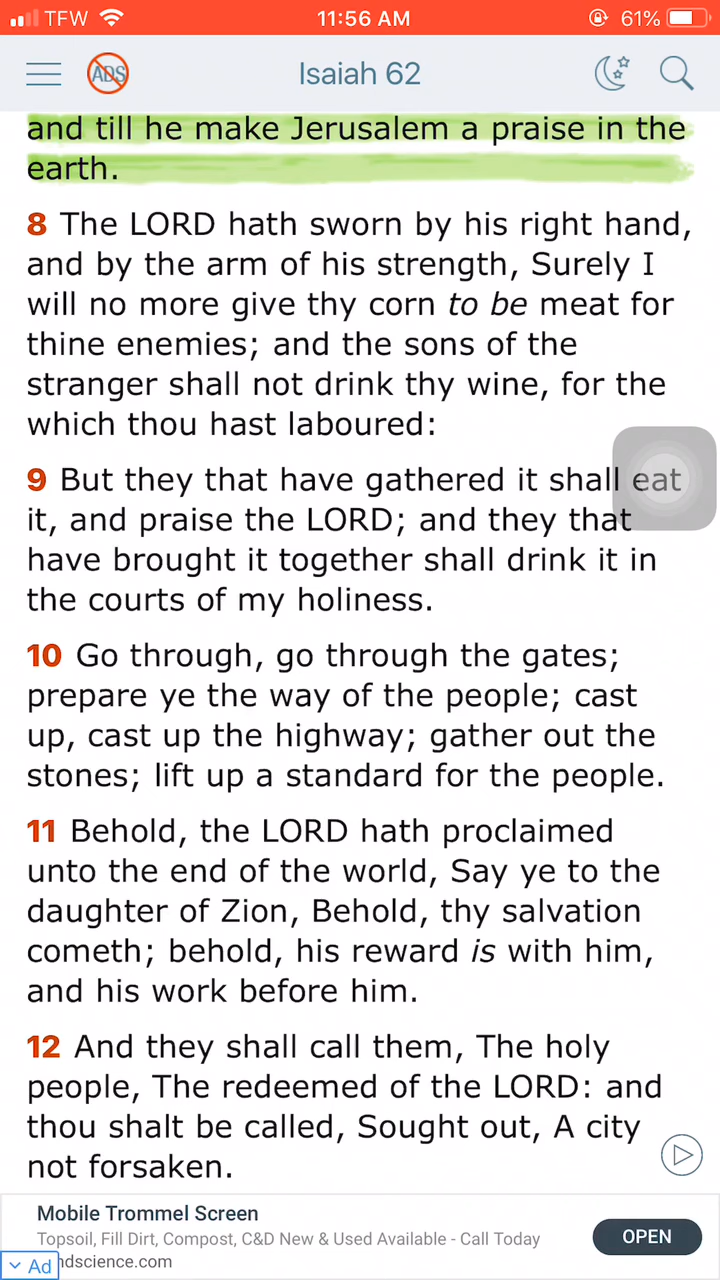 TFW 11:56 AM 61%
ADS Isaiah 62
and till he make Jerusalem a praise in the
earth.
8 The LORD hath sworn by his right hand,
and by the arm of his strength, Surely I
will no more give thy corn to be meat for
thine enemies; and the sons of the
stranger shall not drink thy wine, for the
which thou hast laboured:
9 But they that have gathered it shall eat
it, and praise the LORD; and they that
have brought it together shall drink it in
the courts of my holiness.
10 Go through, go through the gates;
prepare ye the way of the people; cast
up, cast up the highway; gather out the
stones; lift up a standard for the people.
11 Behold, the LORD hath proclaimed
unto the end of the world, Say ye to the
daughter of Zion, Behold, thy salvation
cometh; behold, his reward is with him,
and his work before him.
12 And they shall call them, The holy
people, The redeemed of the LORD: and
thou shalt be called, Sought out, A city
not forsaken.
Mobile Trommel Screen
Topsoil, Fill Dirt, Compost, C&D New & Used Available - Call Today
OPEN
Ad